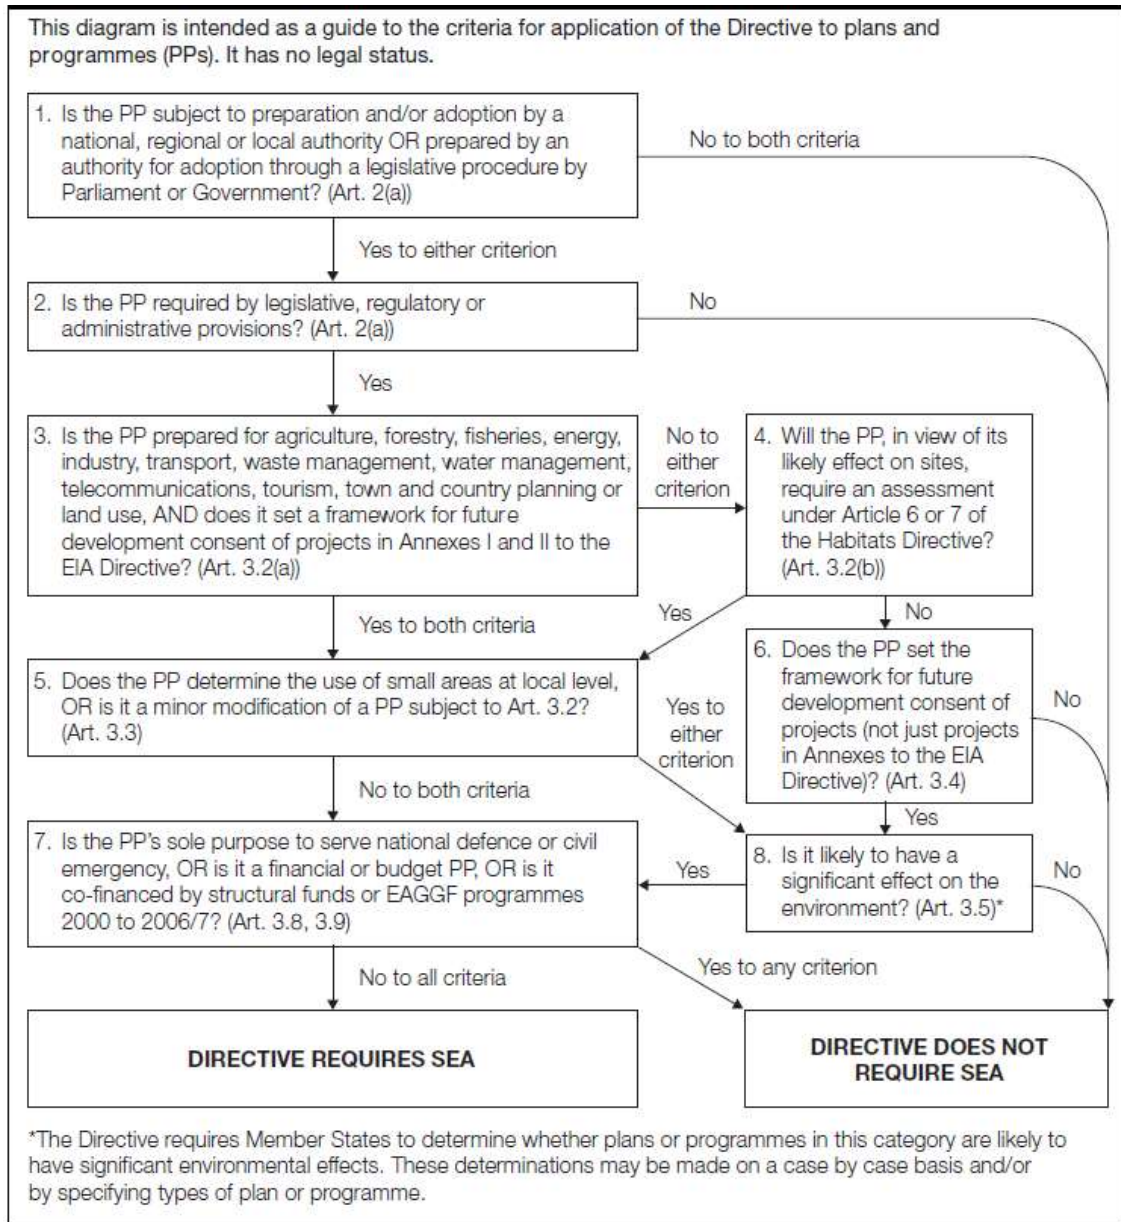 This diagram is intended as a guide to the criteria for application of the Directive to plans and
programmes (PPs). It has no legal status.
1. Is the PP subject to preparation and/or adoption by a
national, regional or local authority OR prepared by an
authority for adoption through a legislative procedure by
Parliament or Government? (Art. 2(a))
No to both criteria
Yes to either criterion
2. Is the PP required by legislative, regulatory or
administrative provisions? (Art. 2(a))
No
Yes
3. Is the PP prepared for agriculture, forestry, fisheries, energy,
industry, transport, waste management, water management,
telecommunications, tourism, town and country planning or
land use, AND does it set a framework for future
development consent of projects in Annexes I and II to the
EIA Directive? (Art. 3.2(a))
No to
either
criterion
4. Will the PP, in view of its
likely effect on sites,
require an assessment
under Article 6 or 7 of
the Habitats Directive?
(Art. 3.2(b))
Yes to both criteria
Yes
No
5. Does the PP determine the use of small areas at local level,
OR is it a minor modification of a PP subject to Art. 3.2?
(Art. 3.3)
Yes to
either
criterion
6. Does the PP set the
framework for future
development consent of
projects (not just projects
in Annexes to the EIA
Directive)? (Art. 3.4)
No
No to both criteria
Yes
7. Is the PP's sole purpose to serve national defence or civil
emergency, OR is it a financial or budget PP, OR is it
co-financed by structural funds or EAGGF programmes
2000 to 2006/7? (Art. 3.8, 3.9)
Yes
8. Is it likely to have a
significant effect on the
environment? (Art. 3.5)*
No
No to all criteria
Yes to any criterion
DIRECTIVE REQUIRES SEA
DIRECTIVE DOES NOT
REQUIRE SEA
*The Directive requires Member States to determine whether plans or programmes in this category are likely to
have significant environmental effects. These determinations may be made on a case by case basis and/or
by specifying types of plan or programme.